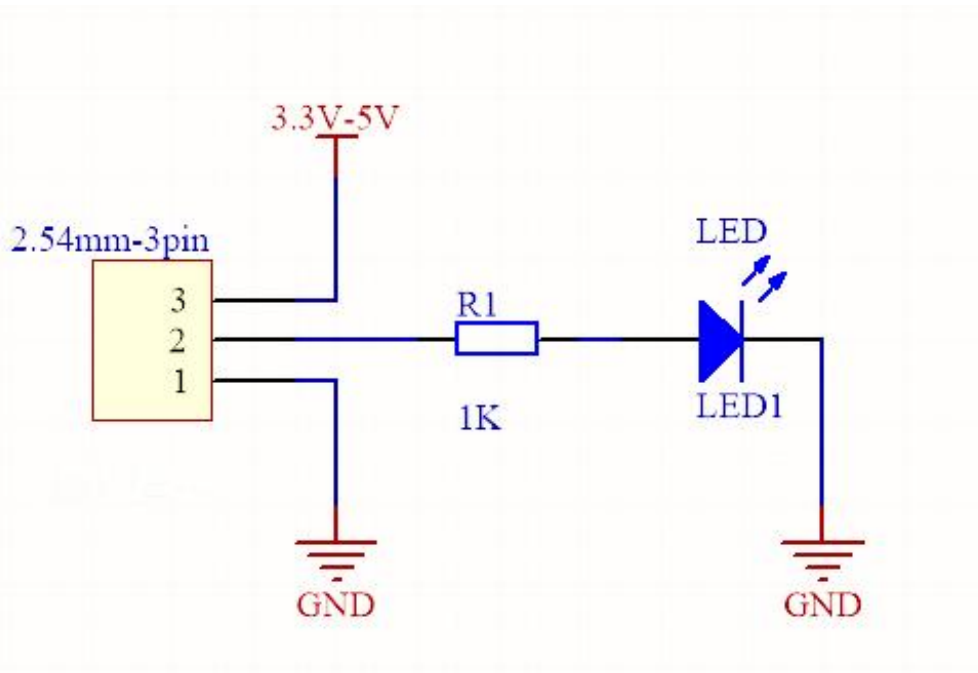 3.3V-5V
2.54mm-3pin
LED
3
R1
2
1
1K
LED1
GND
GND